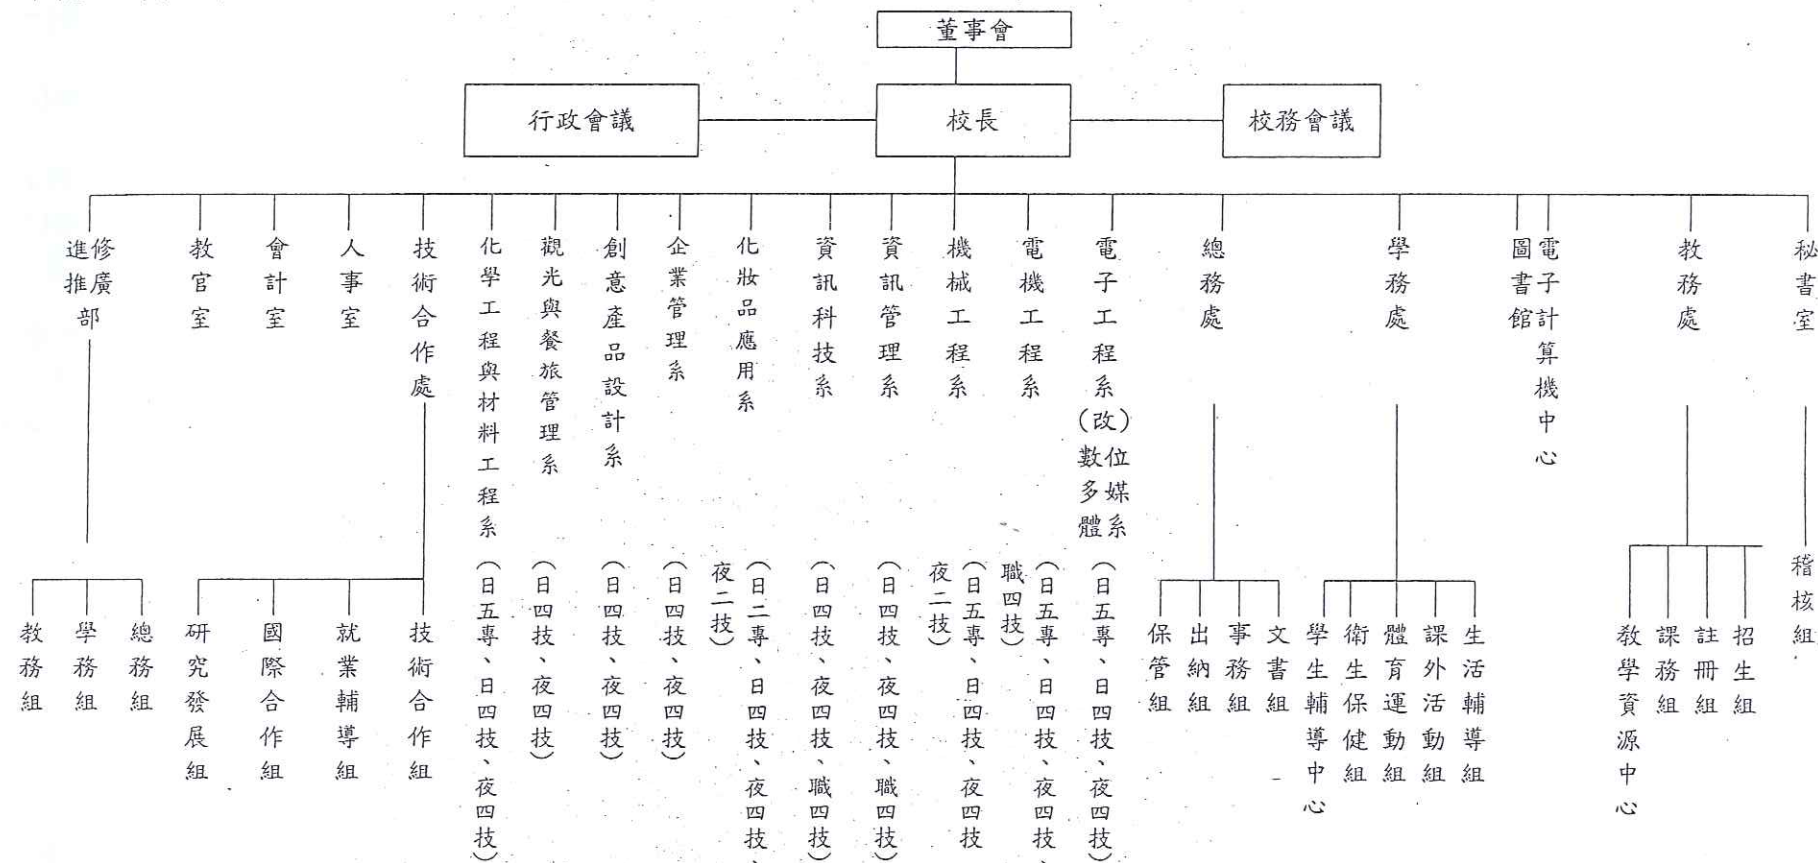 董事會
行政會議
校長
校務會議
秘書室
稽核組
教務處
招生組
註冊組
課務組
教學資源中心
電子計算機中心
圖書館
學務處
生活輔導組
課外活動組
體育運動組
衛生保健組
學生輔導中心
總務處
文書組
事務組
出納組
保管組
電子工程系
(改)
數位
多媒
體系
(日五專、日四技、夜四技)
電機工程系
(日五專、日四技、夜四技、
職四技)
機械工程系
(日五專、日四技、夜四技
夜二技)
資訊管理系
(日四技、夜四技、職四技)
資訊科技系
(日四技、夜四技、職四技)
化妝品應用系
(日二專、日四技、夜四技、
夜二技)
企業管理系
(日四技、夜四技)
創意產品設計系
(日四技、夜四技)
觀光與餐旅管理系
(日四技、夜四技)
化學工程與材料工程系
(日五專、日四技、夜四技)
技術合作處
技術合作組
就業輔導組
國際合作組
研究發展組
人事室
會計室
教官室
進修
推廣
部
總務組
學務組
教務組